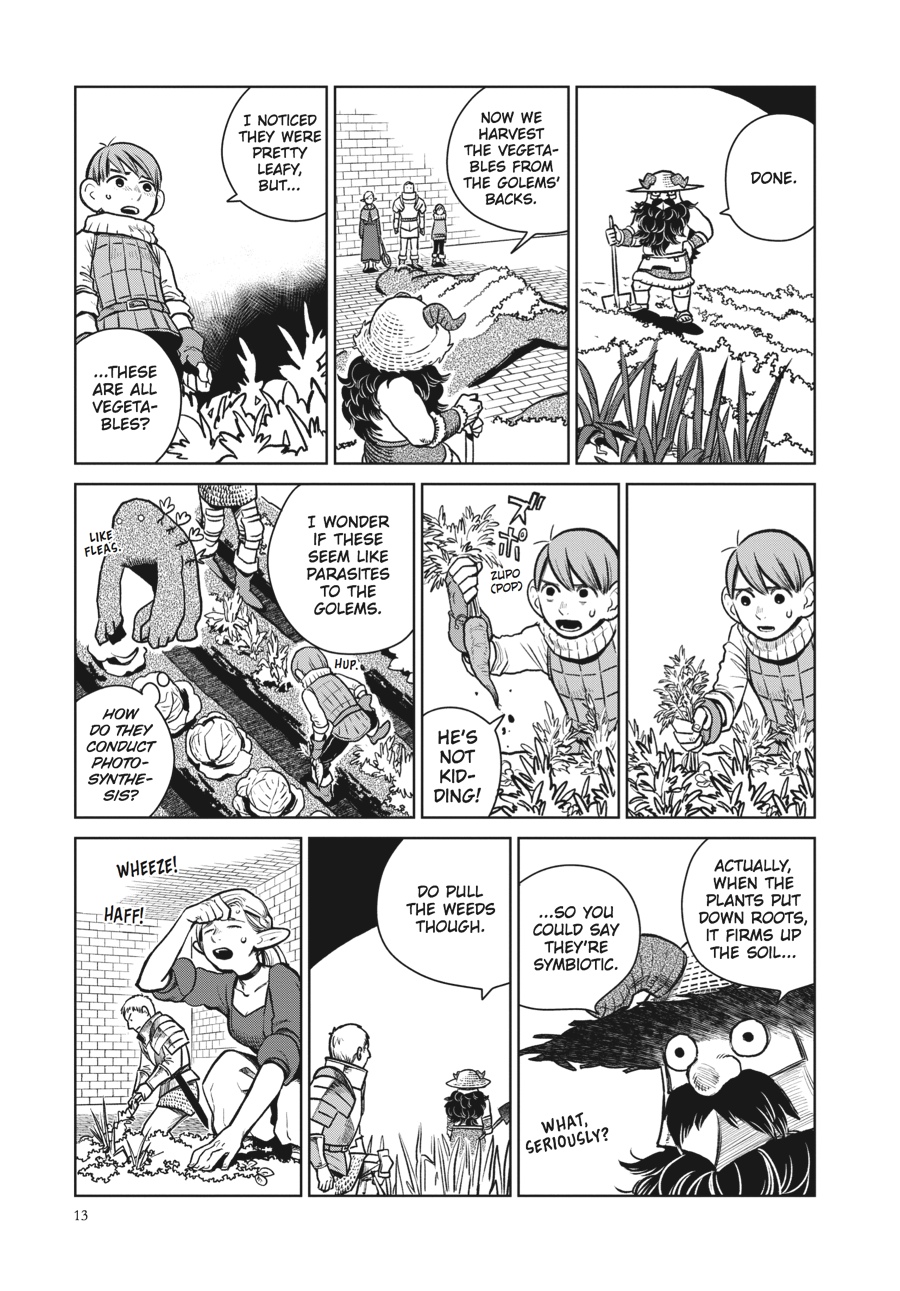 DONE.
NOW WE
HARVEST
THE VEGETA-
BLES FROM
THE GOLEMS'
BACKS.
I NOTICED
THEY WERE
PRETTY
LEAFY,
BUT...
...THESE
ARE ALL
VEGETA-
BLES?
ズポ
ZUPO
(POP)
HE'S
NOT
KID-
DING!
I WONDER
IF THESE
SEEM LIKE
PARASITES
TO THE
GOLEMS.
LIKE
FLEAS.
HUP.
HOW
DO THEY
CONDUCT
PHOTO-
SYNTHE-
SIS?
ACTUALLY,
WHEN THE
PLANTS PUT
DOWN ROOTS,
IT FIRMS UP
THE SOIL...
...SO YOU
COULD SAY
THEY'RE
SYMBIOTIC.
WHAT,
SERIOUSLY?
DO PULL
THE WEEDS
THOUGH.
WHEEZE!
HAFF!
13